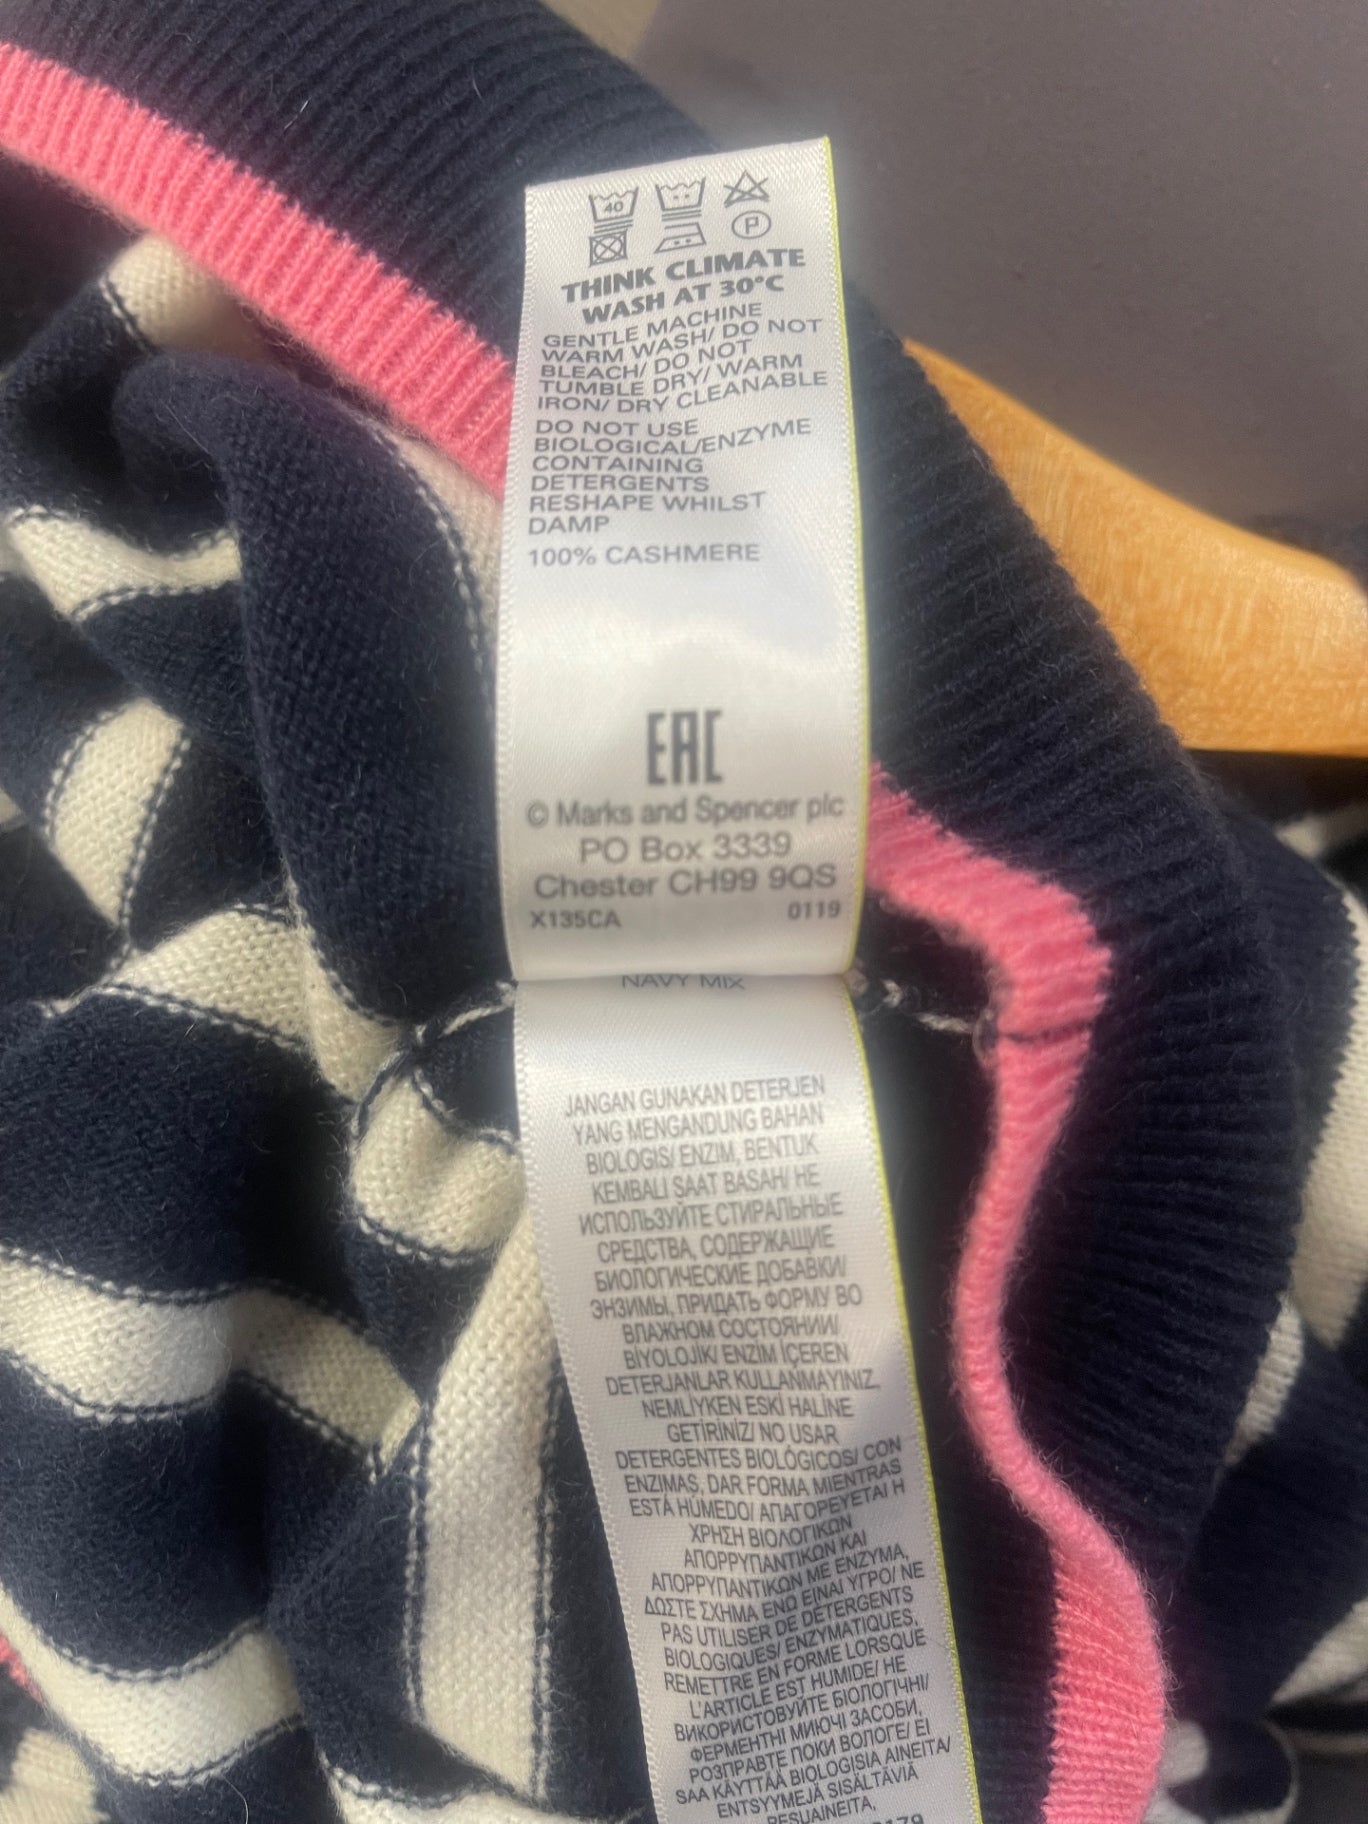 40
P
THINK CLIMATE
WASH AT 30°C
GENTLE MACHINE
WARM WASH/ DO NOT
BLEACH/ DO NOT
TUMBLE DRY/ WARM
IRON/ DRY CLEANABLE
DO NOT USE
BIOLOGICAL/ENZYME
CONTAINING
DETERGENTS
RESHAPE WHILST
DAMP
100% CASHMERE
EAC
© Marks and Spencer plc
PO Box 3339
Chester CH99 9QS
X135CA 0119
NAVY MIX
JANGAN GUNAKAN DETERJEN
YANG MENGANDUNG BAHAN
BIOLOGIS/ ENZIM, BENTUK
KEMBALI SAAT BASAH/ НЕ
ИСПОЛЬЗУЙТЕ СТИРАЛЬНЫЕ
СРЕДСТВА, СОДЕРЖАЩИЕ
БИОЛОГИЧЕСКИЕ ДОБАВКИ/
ЭНЗИМЫ, ПРИДАТЬ ФОРМУ ВО
ВЛАЖНОМ СОСТОЯНИИ/
BİYOLOJİK/ ENZİM İÇEREN
DETERJANLAR KULLANMAYINIZ,
NEMLİYKEN ESKİ HALİNE
GETİRİNİZ/ NO USAR
DETERGENTES BIOLÓGICOS/ CON
ENZIMAS, DAR FORMA MIENTRAS
ESTÁ HÚMEDO/ ΑΠΑΓΟΡΕΥΕΤΑΙ Η
ΧΡΗΣΗ ΒΙΟΛΟΓΙΚΩΝ
ΑΠΟΡΡΥΠΑΝΤΙΚΩΝ ΚΑΙ
ΑΠΟΡΡΥΠΑΝΤΙΚΩΝ ΜΕ ΕΝΖΥΜΑ,
ΔΩΣΤΕ ΣΧΗΜΑ ΕΝΩ ΕΙΝΑΙ ΥΓΡΟ/ NE
PAS UTILISER DE DÉTERGENTS
BIOLOGIQUES/ ENZYMATIQUES,
REMETTRE EN FORME LORSQUE
L'ARTICLE EST HUMIDE/ НЕ
ВИКОРИСТОВУЙТЕ БІОЛОГІЧНІ/
ФЕРМЕНТНІ МИЮЧІ ЗАСОБИ,
РОЗПРАВТЕ ПОКИ ВОЛОГЕ/ EI
SAA KÄYTTÄÄ BIOLOGISIA AINEITA/
ENTSYYMEJÄ SISÄLTÄVIÄ
PESUAINEITA,